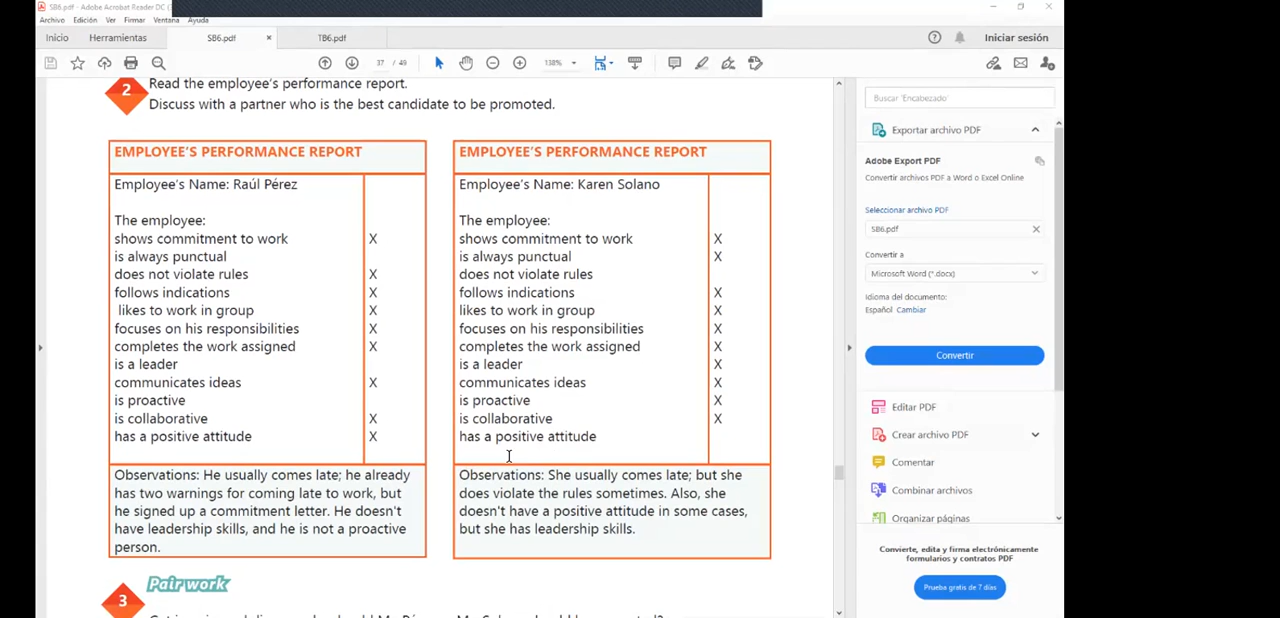 SB6.pdf - Adobe Acrobat Reader DC (
Archivo Edición Ver Firmar Ventana Ayuda
Inicio Herramientas SB6.pdf × TB6.pdf Iniciar sesión
37 / 49 138%
2 Read the employee's performance report.
Discuss with a partner who is the best candidate to be promoted.
EMPLOYEE'S PERFORMANCE REPORT
Employee's Name: Raúl Pérez
The employee:
shows commitment to work X
is always punctual
does not violate rules X
follows indications X
likes to work in group X
focuses on his responsibilities X
completes the work assigned X
is a leader
communicates ideas X
is proactive
is collaborative X
has a positive attitude X
Observations: He usually comes late; he already
has two warnings for coming late to work, but
he signed up a commitment letter. He doesn't
have leadership skills, and he is not a proactive
person.
EMPLOYEE'S PERFORMANCE REPORT
Employee's Name: Karen Solano
The employee:
shows commitment to work X
is always punctual X
does not violate rules
follows indications X
likes to work in group X
focuses on his responsibilities X
completes the work assigned X
is a leader X
communicates ideas X
is proactive X
is collaborative X
has a positive attitude
Observations: She usually comes late; but she
does violate the rules sometimes. Also, she
doesn't have a positive attitude in some cases,
but she has leadership skills.
Pair work
3
Buscar 'Encabezado'
Exportar archivo PDF
Adobe Export PDF
Convertir archivos PDF a Word o Excel Online
Seleccionar archivo PDF
SB6.pdf
Convertir a
Microsoft Word (*.docx)
Idioma del documento:
Español Cambiar
Convertir
Editar PDF
Crear archivo PDF
Comentar
Combinar archivos
Organizar páginas
Convierte, edita y firma electrónicamente
formularios y contratos PDF
Prueba gratis de 7 días